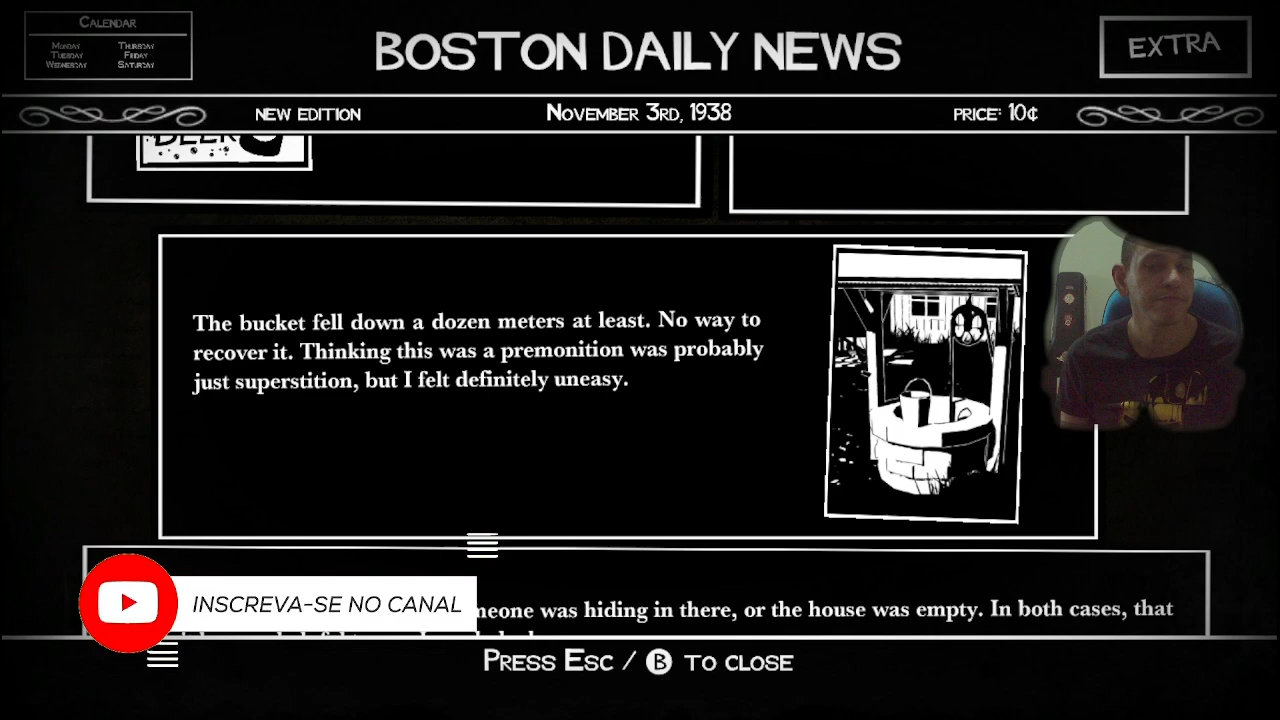 Calendar
Monday Thursday
Tuesday Friday
Wednesday Saturday
BOSTON DAILY NEWS
EXTRA
NEW EDITION
November 3rd, 1938
PRICE: 10¢
BEER
The bucket fell down a dozen meters at least. No way to
recover it. Thinking this was a premonition was probably
just superstition, but I felt definitely uneasy.
INSCREVA-SE NO CANAL
meone was hiding in there, or the house was empty. In both cases, that
Press Esc / B to close